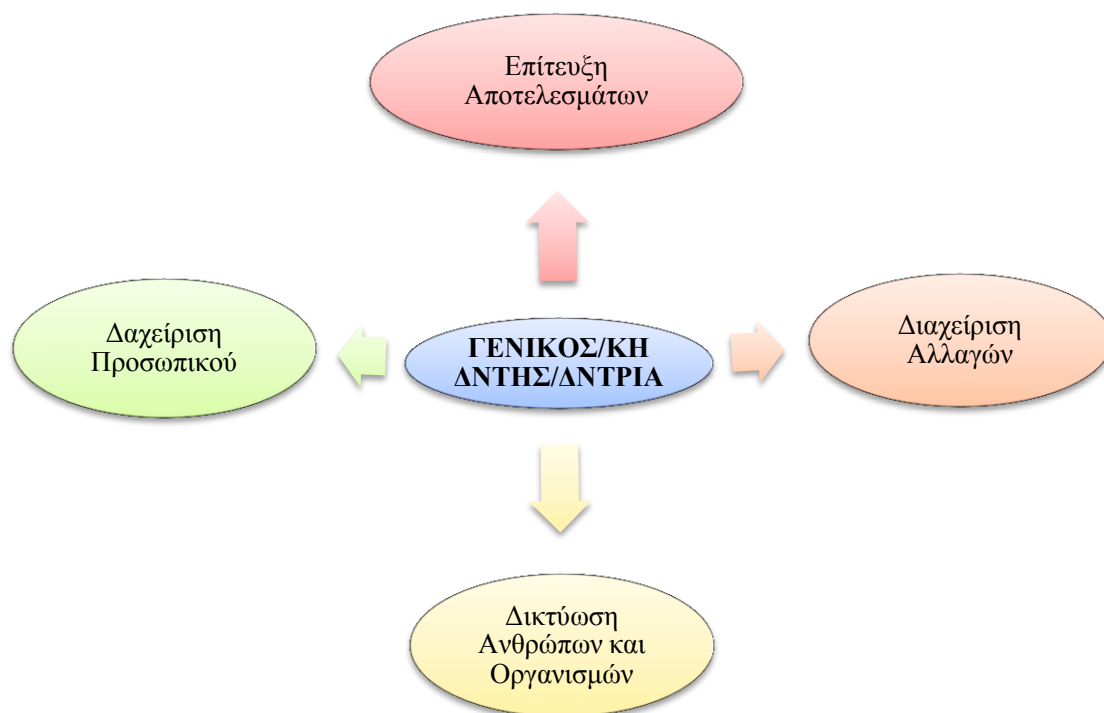 Επίτευξη
Αποτελεσμάτων
Δαχείριση
Προσωπικού
ΓΕΝΙΚΟΣ/ΚΗ
ΔΝΤΗΣ/ΔΝΤΡΙΑ
Διαχείριση
Αλλαγών
Δικτύωση
Ανθρώπων και
Οργανισμών